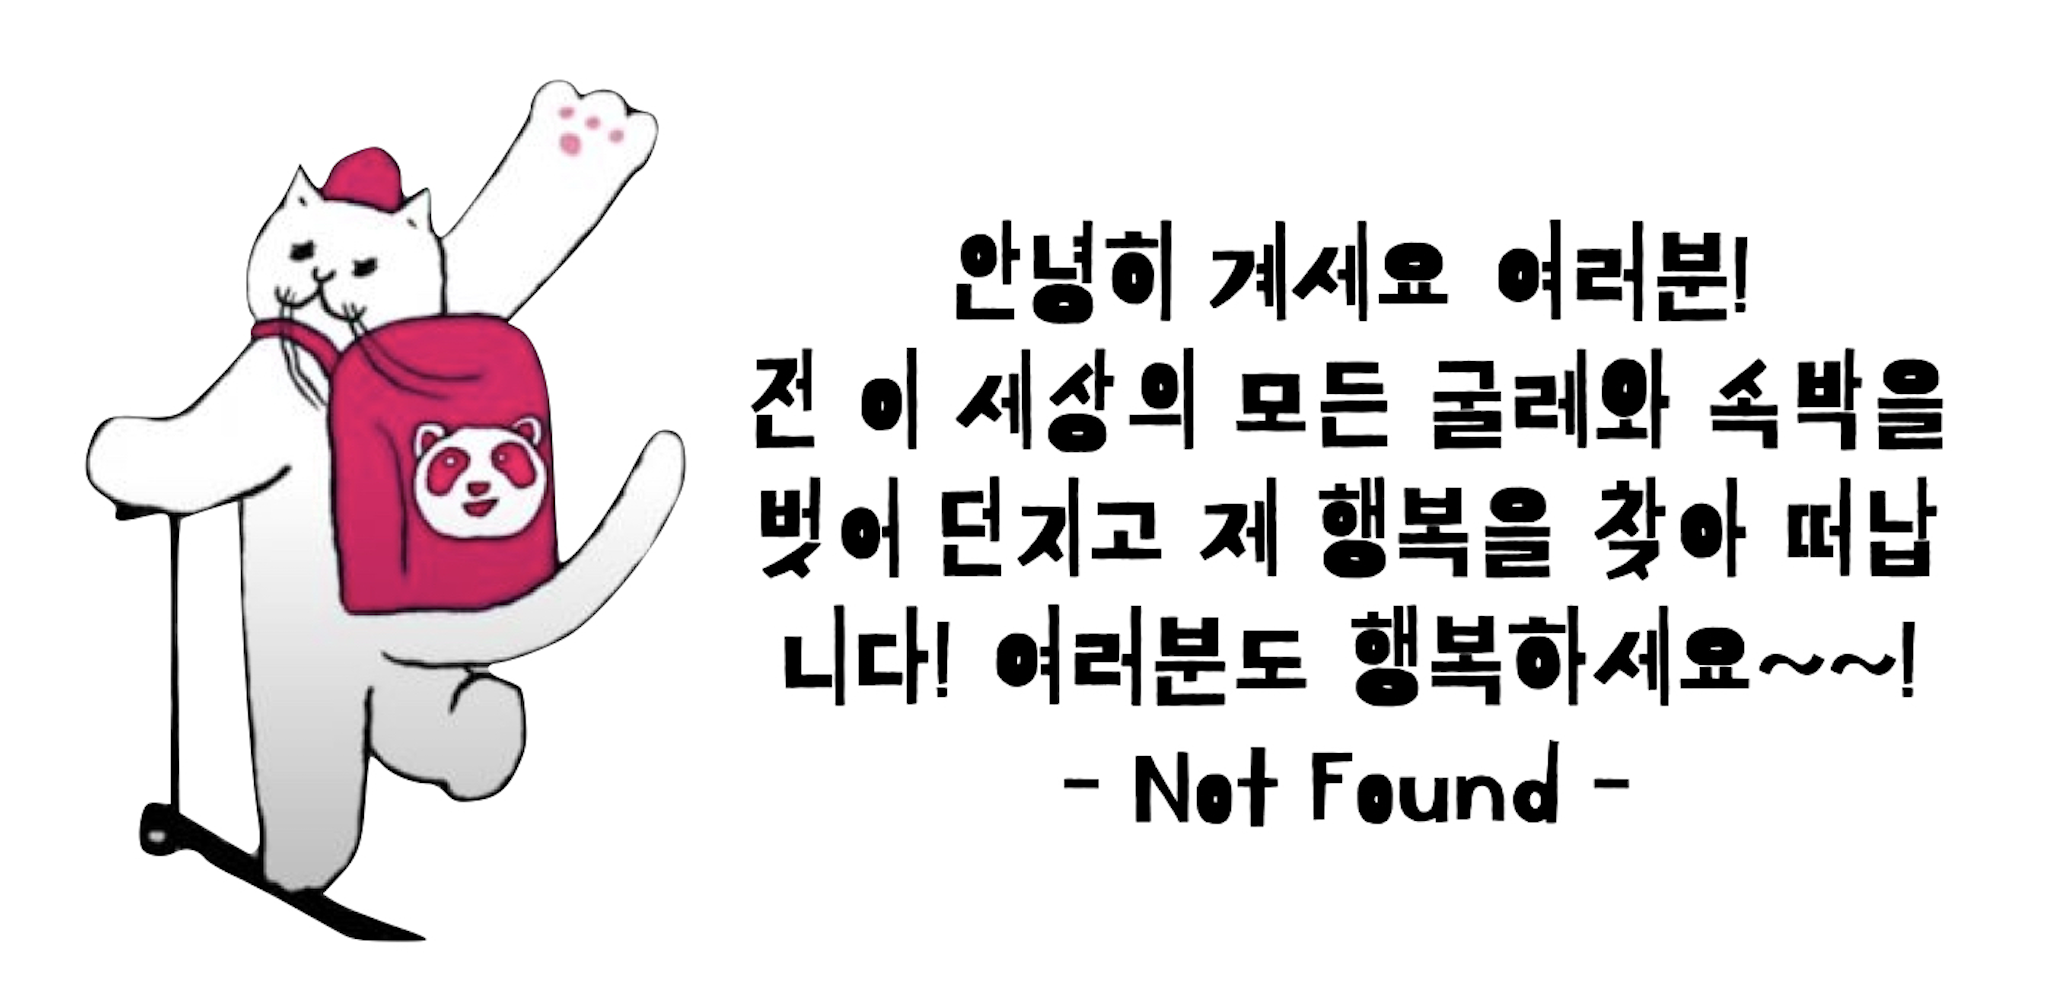 안녕히 계세요 여러분!
전 이 세상의 모든 굴레와 속박을
벗어 던지고 제 행복을 찾아 떠납
니다! 여러분도 행복하세요~~!
- Not Found -